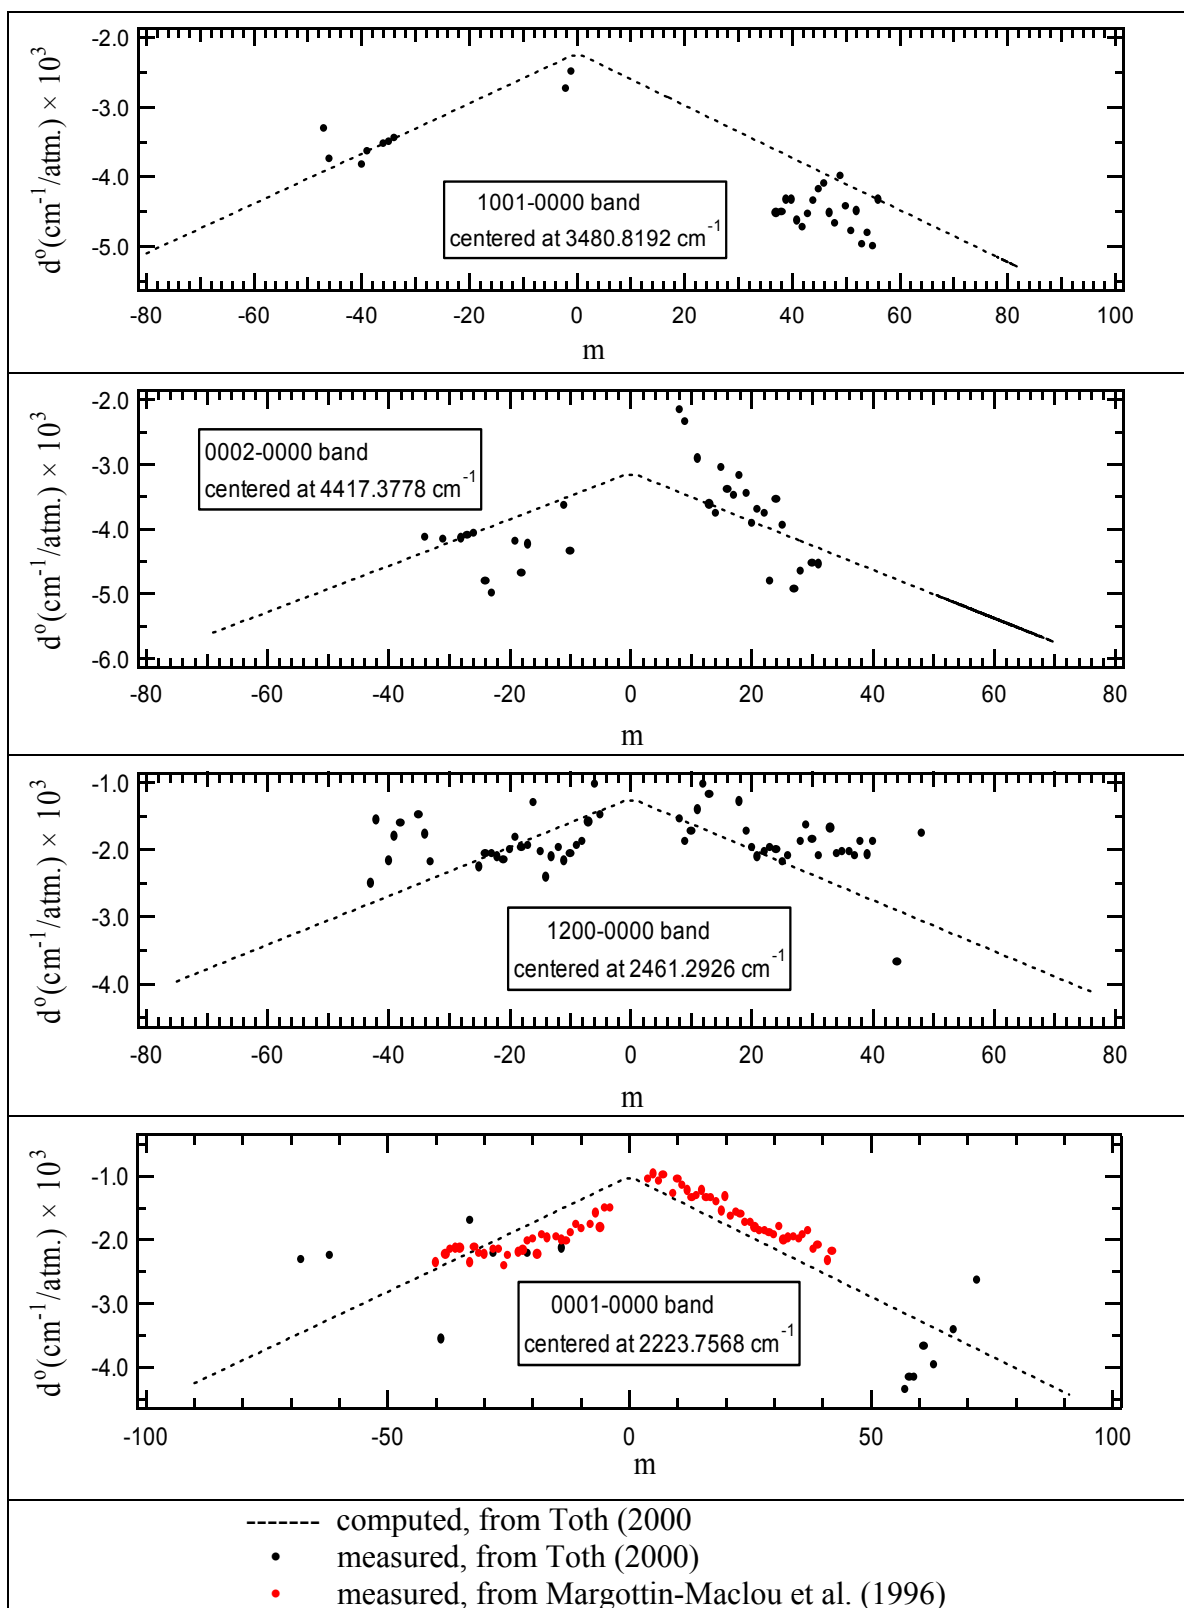 -2.0
-3.0
-4.0
-5.0
d⁰(cm⁻¹/atm.) × 10³
1001-0000 band
centered at 3480.8192 cm⁻¹
-80 -60 -40 -20 0 20 40 60 80 100
m
-2.0
-3.0
-4.0
-5.0
-6.0
d⁰(cm⁻¹/atm.) × 10³
0002-0000 band
centered at 4417.3778 cm⁻¹
-80 -60 -40 -20 0 20 40 60 80
m
-1.0
-2.0
-3.0
-4.0
d⁰(cm⁻¹/atm.) × 10³
1200-0000 band
centered at 2461.2926 cm⁻¹
-80 -60 -40 -20 0 20 40 60 80
m
-1.0
-2.0
-3.0
-4.0
d⁰(cm⁻¹/atm.) × 10³
0001-0000 band
centered at 2223.7568 cm⁻¹
-100 -50 0 50 100
m
------- computed, from Toth (2000
• measured, from Toth (2000)
• measured, from Margottin-Maclou et al. (1996)